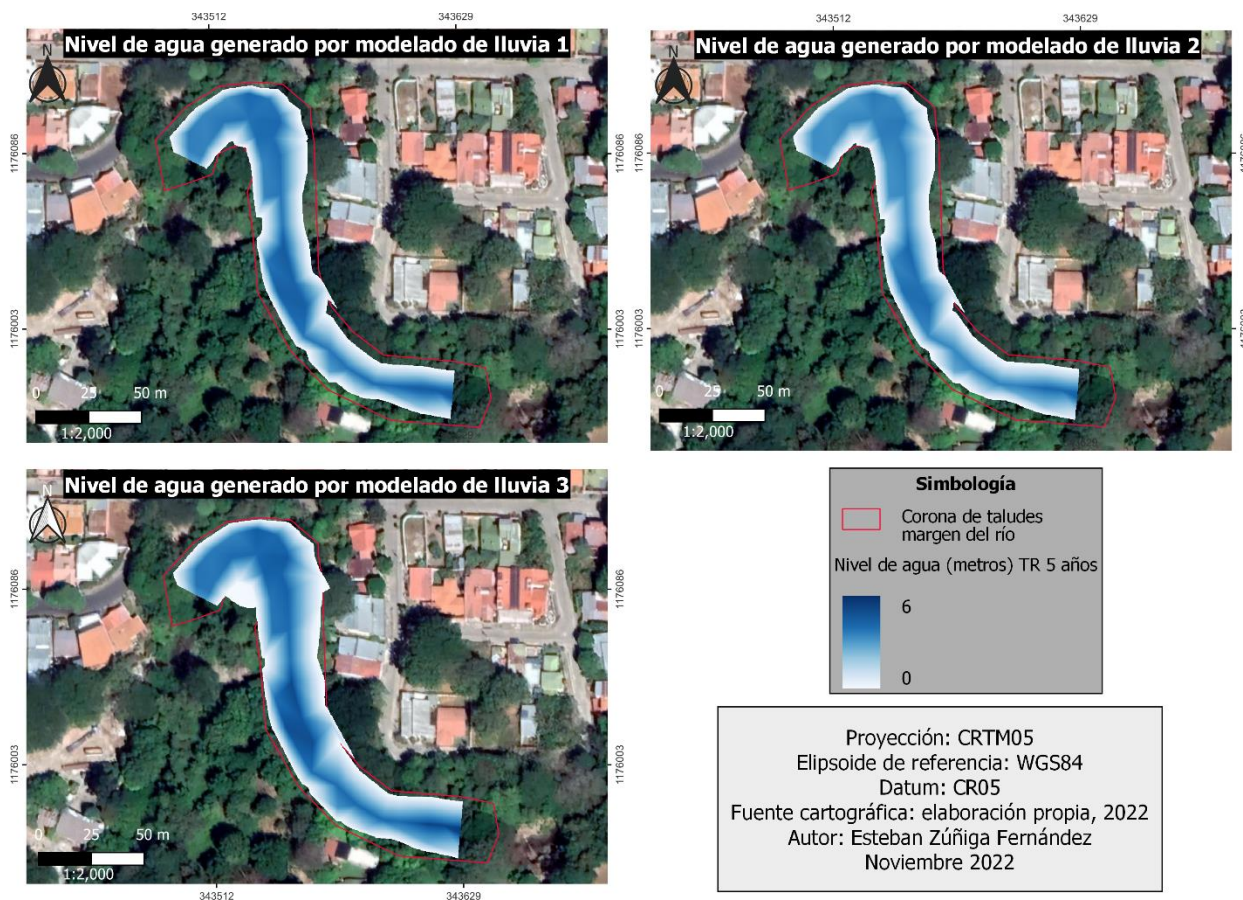 343512
343629
343512
343629
Nivel de agua generado por modelado de lluvia 1
Nivel de agua generado por modelado de lluvia 2
N
N
1176086
1176086
1176086
1176003
1176003
1176003
0 25 50 m
1:2,000
0 25 50 m
1:2,000
Nivel de agua generado por modelado de lluvia 3
N
1176086
1176003
0 25 50 m
1:2,000
343512
343629
Simbología
Corona de taludes
margen del río
Nivel de agua (metros) TR 5 años
6
0
Proyección: CRTM05
Elipsoide de referencia: WGS84
Datum: CR05
Fuente cartográfica: elaboración propia, 2022
Autor: Esteban Zúñiga Fernández
Noviembre 2022